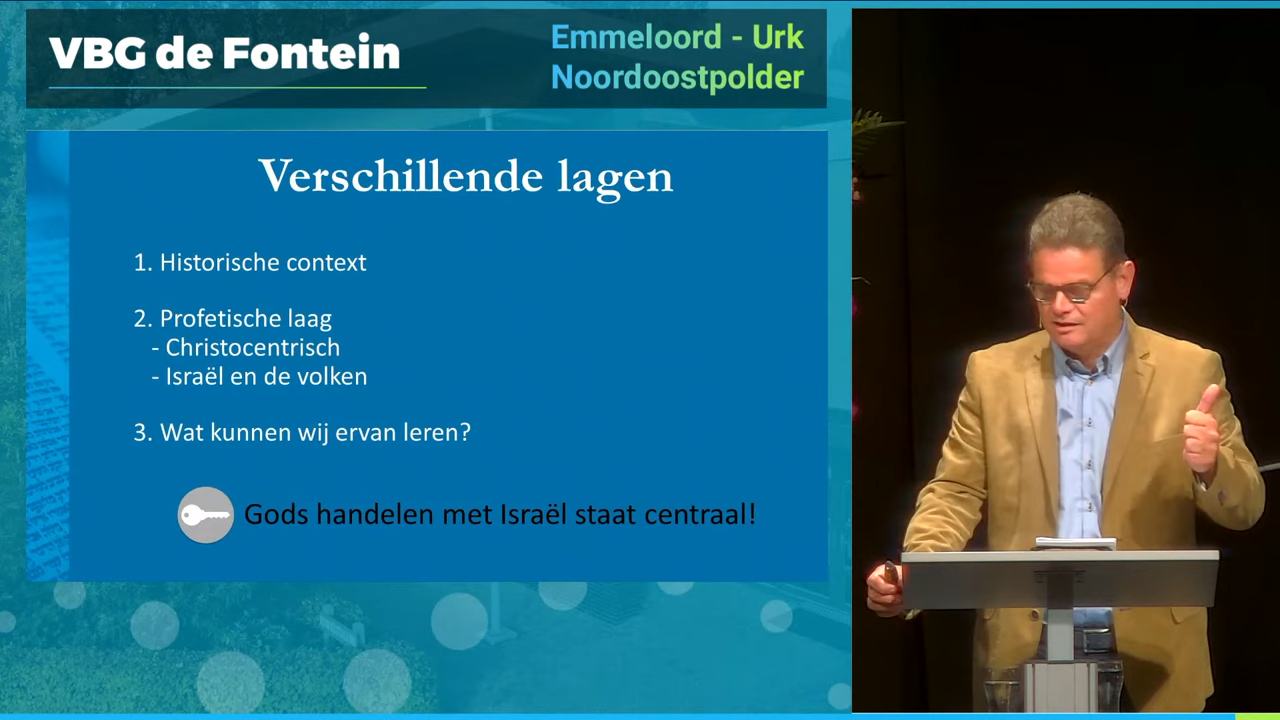 VBG de Fontein
Emmeloord - Urk
Noordoostpolder
Verschillende lagen
1. Historische context
2. Profetische laag
- Christocentrisch
- Israël en de volken
3. Wat kunnen wij ervan leren?
Gods handelen met Israël staat centraal!